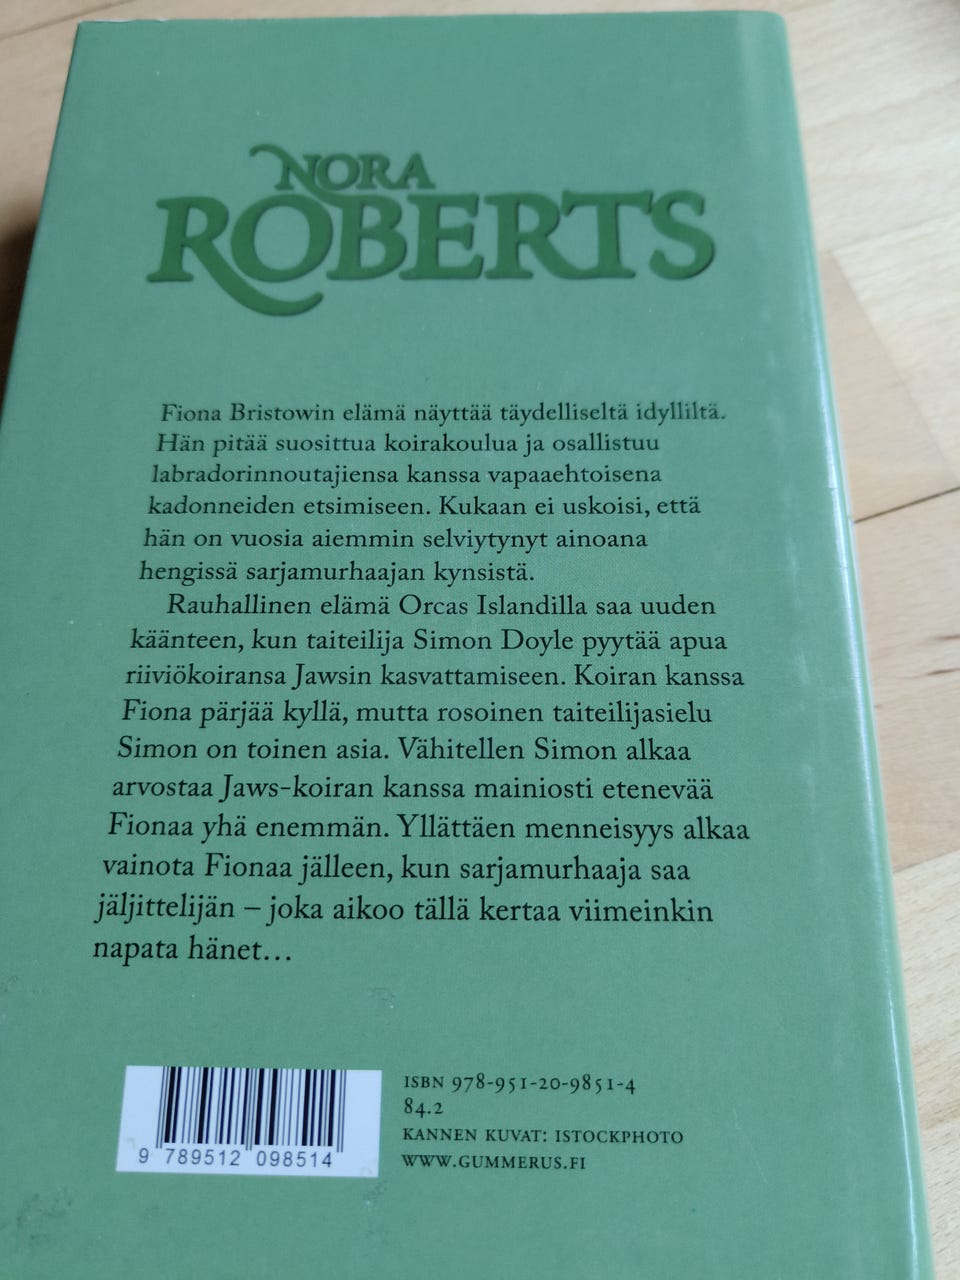 NORA
ROBERTS
Fiona Bristowin elämä näyttää täydelliseltä idylliltä.
Hän pitää suosittua koirakoulua ja osallistuu
labradorinnoutajiensa kanssa vapaaehtoisena
kadonneiden etsimiseen. Kukaan ei uskoisi, että
hän on vuosia aiemmin selviytynyt ainoana
hengissä sarjamurhaajan kynsistä.
Rauhallinen elämä Orcas Islandilla saa uuden
käänteen, kun taiteilija Simon Doyle pyytää apua
riiviökoiransa Jawsin kasvattamiseen. Koiran kanssa
Fiona pärjää kyllä, mutta rosoinen taiteilijasielu
Simon on toinen asia. Vähitellen Simon alkaa
arvostaa Jaws-koiran kanssa mainiosti etenevää
Fionaa yhä enemmän. Yllättäen menneisyys alkaa
vainota Fionaa jälleen, kun sarjamurhaaja saa
jäljittelijän – joka aikoo tällä kertaa viimeinkin
napata hänet...
ISBN 978-951-20-9851-4
84.2
KANNEN KUVAT: ISTOCKPHOTO
WWW.GUMMERUS.FI
9 789512 098514